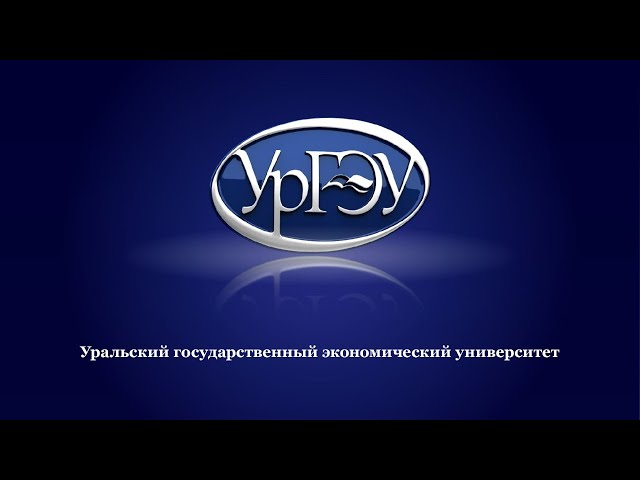 УрГЭУ
Уральский государственный экономический университет